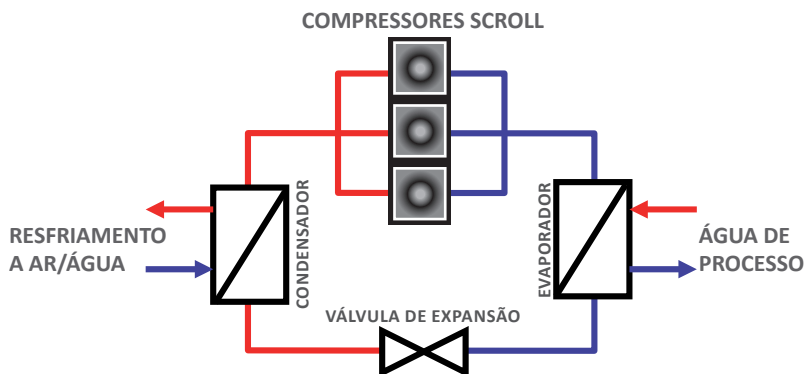 COMPRESSORES SCROLL
RESFRIAMENTO
A AR/ÁGUA
CONDENSADOR
EVAPORADOR
ÁGUA DE
PROCESSO
VÁLVULA DE EXPANSÃO